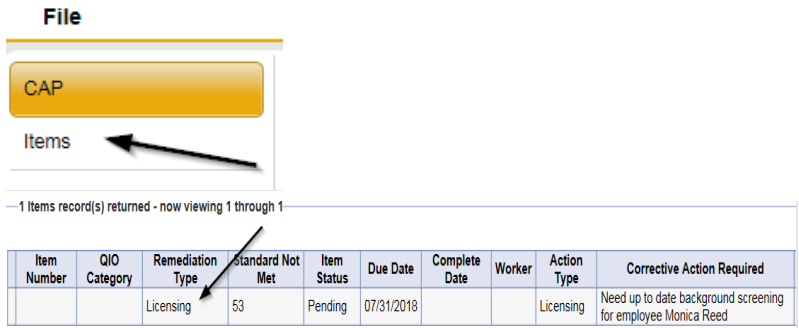 File
CAP
Items
1 Items record(s) returned - now viewing 1 through 1
Item Number QIO Category Remediation Type Standard Not Met Item Status Due Date Complete Date Worker Action Type Corrective Action Required
Licensing 53 Pending 07/31/2018 Licensing Need up to date background screening
for employee Monica Reed